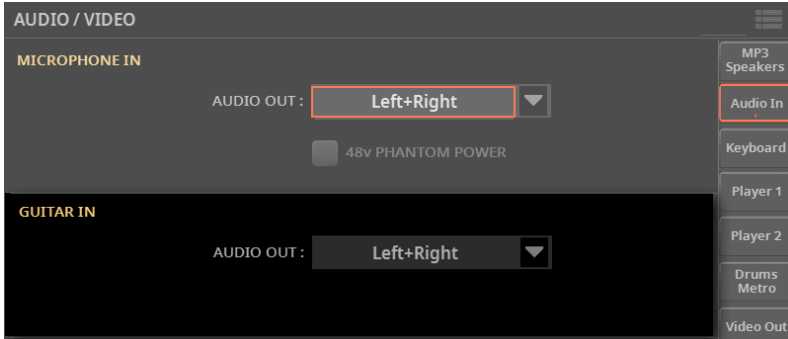 AUDIO / VIDEO
MICROPHONE IN
AUDIO OUT : Left+Right
48v PHANTOM POWER
GUITAR IN
AUDIO OUT : Left+Right
MP3
Speakers
Audio In
Keyboard
Player 1
Player 2
Drums
Metro
Video Out